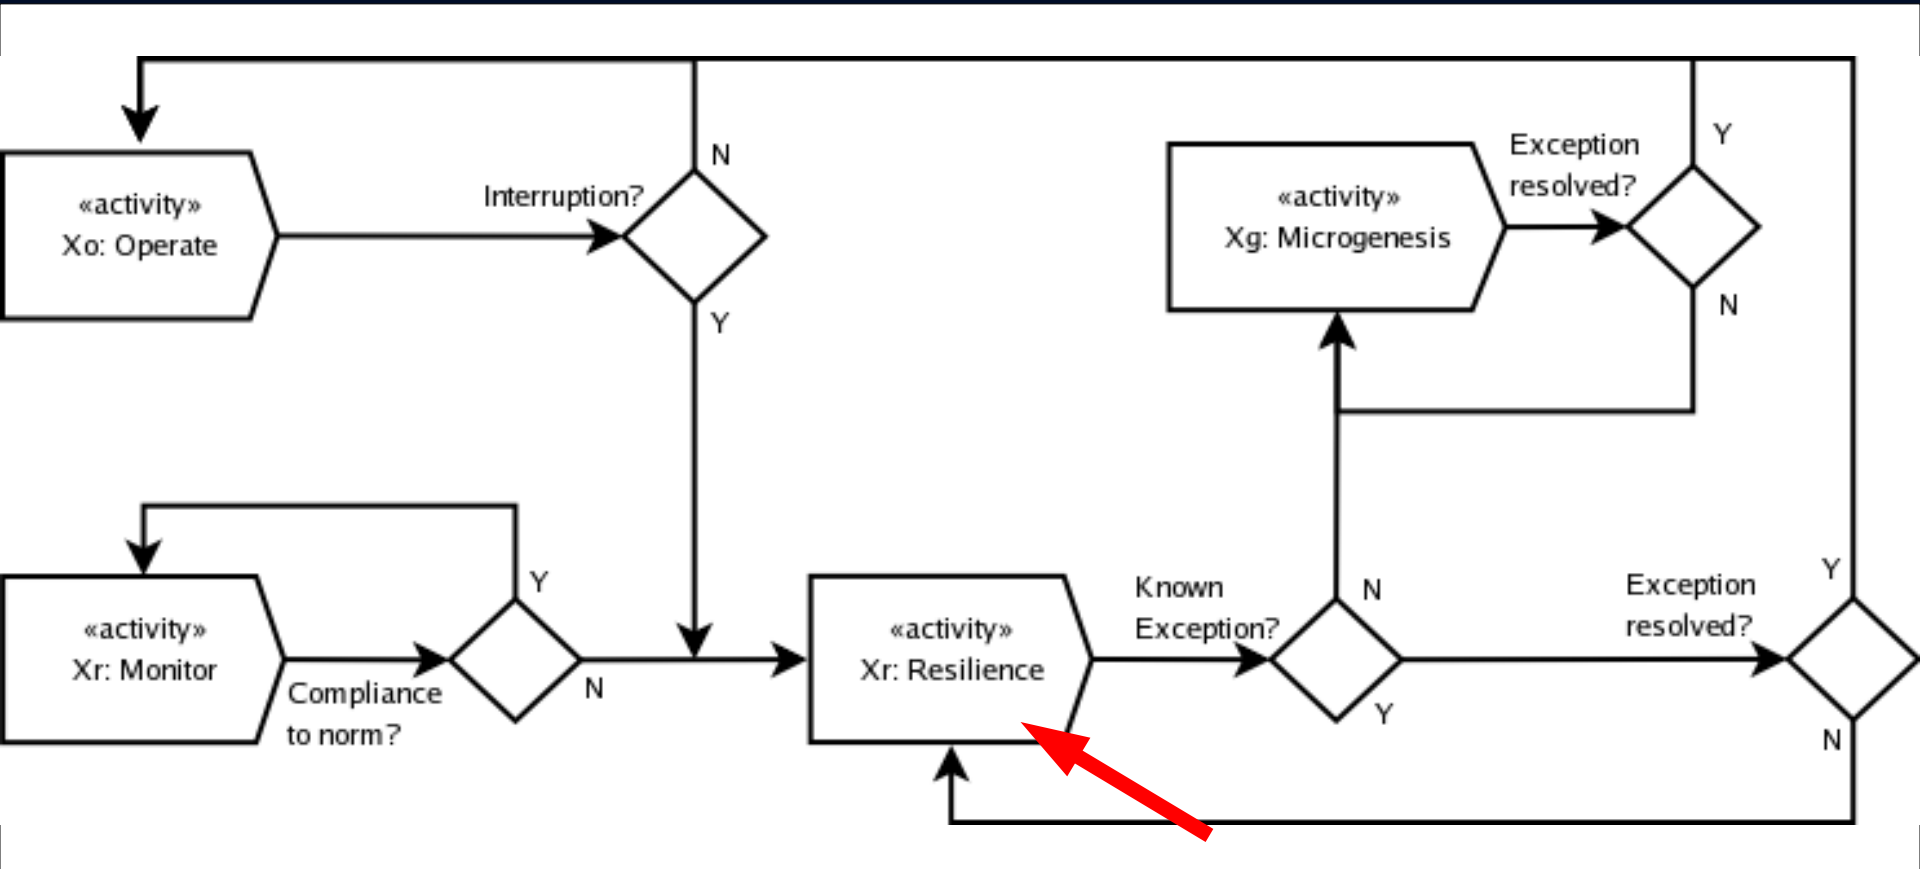 N
Interruption?
«activity»
Xo: Operate
Y
Exception
resolved?
Y
«activity»
Xg: Microgenesis
N
Y
«activity»
Xr: Monitor
Compliance
to norm?
N
«activity»
Xr: Resilience
Known
Exception?
N
Y
Exception
resolved?
Y
N